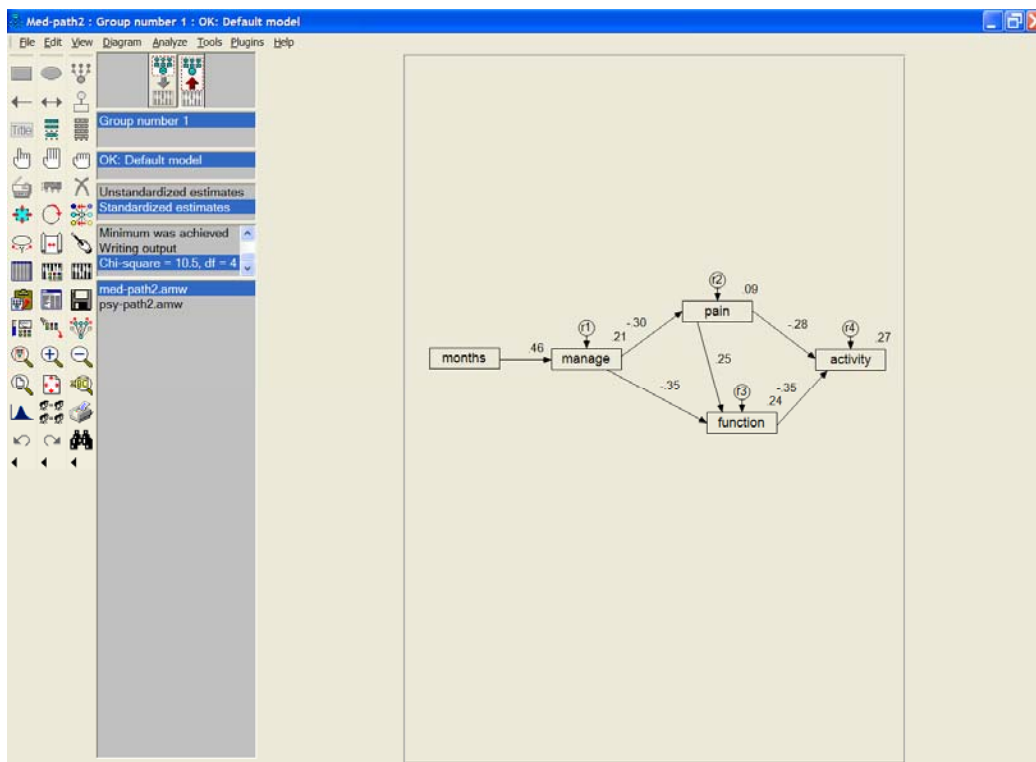 Med-path2 : Group number 1 : OK: Default model
File Edit View Diagram Analyze Tools Plugins Help
Title
Group number 1
OK: Default model
Unstandardized estimates
Standardized estimates
Minimum was achieved
Writing output
Chi-square = 10.5, df = 4
med-path2.amw
psy-path2.amw
r2
.09
pain
r1
-.30
.21
-.28
r4
.27
months
.46
manage
.25
activity
-.35
r3
-.35
.24
function